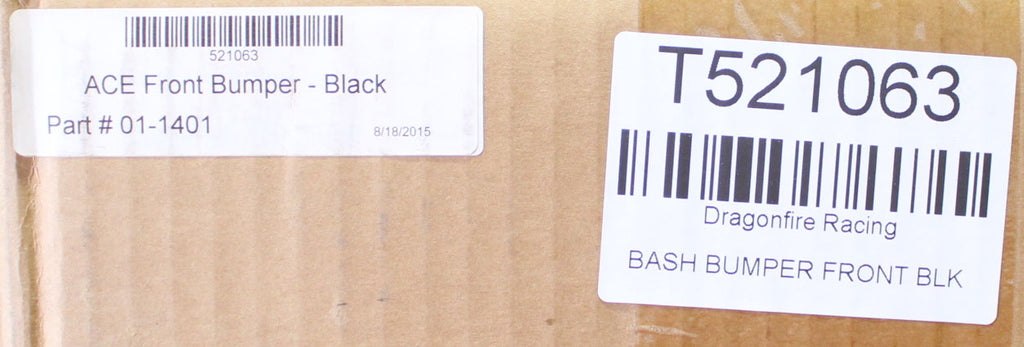 521063
ACE Front Bumper - Black
Part # 01-1401
8/18/2015
T521063
Dragonfire Racing
BASH BUMPER FRONT BLK